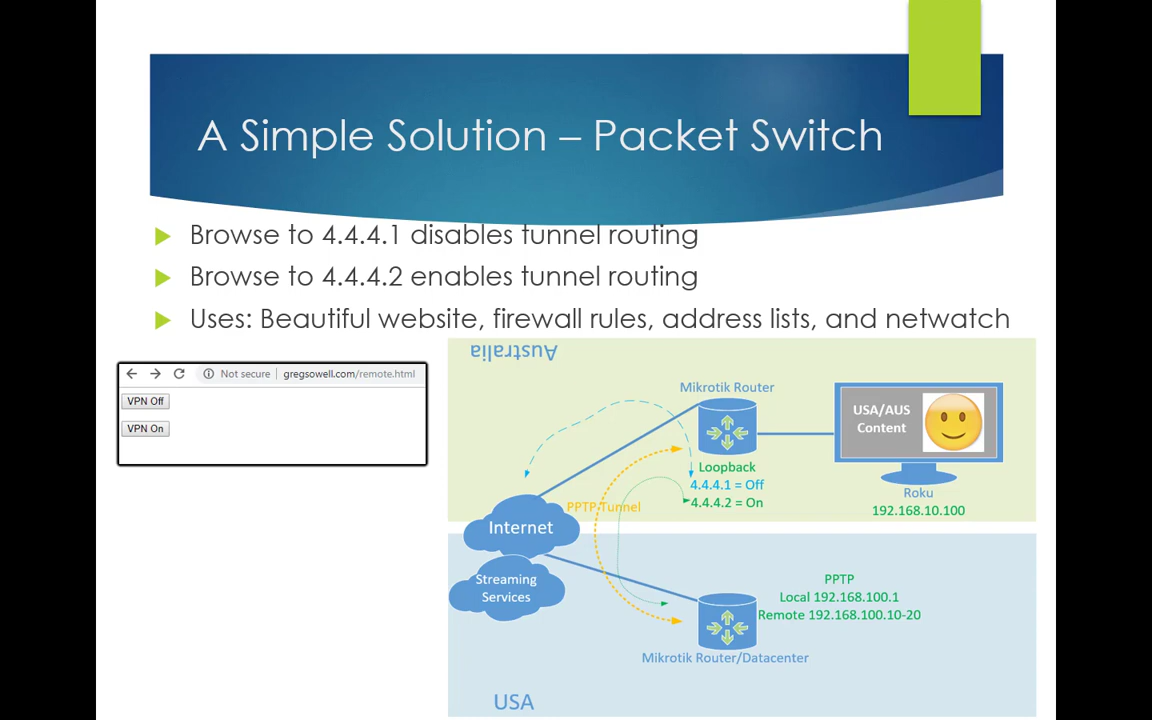 A Simple Solution – Packet Switch
Browse to 4.4.4.1 disables tunnel routing
Browse to 4.4.4.2 enables tunnel routing
Uses: Beautiful website, firewall rules, address lists, and netwatch
Not secure | gregsowell.com/remote.html
VPN Off
VPN On
Australia
Mikrotik Router
USA/AUS
Content
Loopback
4.4.4.1 = Off
4.4.4.2 = On
Roku
192.168.10.100
PPTP Tunnel
Internet
Streaming
Services
PPTP
Local 192.168.100.1
Remote 192.168.100.10-20
Mikrotik Router/Datacenter
USA